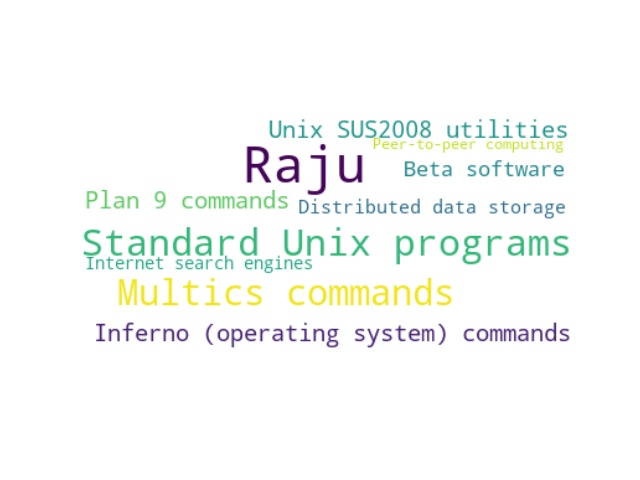 Unix SUS2008 utilities
Peer-to-peer computing
Raju
Beta software
Plan 9 commands
Distributed data storage
Standard Unix programs
Internet search engines
Multics commands
Inferno (operating system) commands